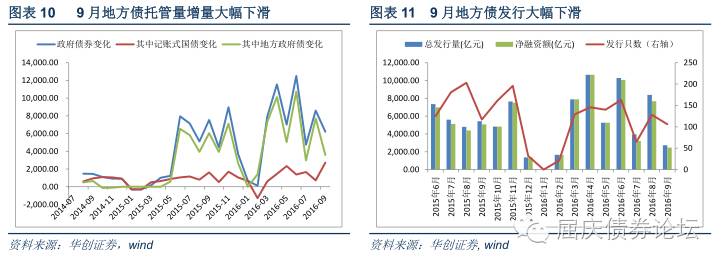 图表 10 9 月地方债托管量增量大幅下滑
政府债券变化 其中记账式国债变化 其中地方政府债变化
14,000.00
12,000.00
10,000.00
8,000.00
6,000.00
4,000.00
2,000.00
0.00
-2,000.00
2014-07
2014-09
2014-11
2015-01
2015-03
2015-05
2015-07
2015-09
2015-11
2016-01
2016-03
2016-05
2016-07
2016-09
资料来源：华创证券，wind
图表 11 9 月地方债发行大幅下滑
总发行量(亿元) 净融资额(亿元) 发行只数（右轴）
12,000.00
10,000.00
8,000.00
6,000.00
4,000.00
2,000.00
0.00
250
200
150
100
50
0
2015年6月
2015年7月
2015年8月
2015年9月
2015年10月
2015年11月
2015年12月
2016年1月
2016年2月
2016年3月
2016年4月
2016年5月
2016年6月
2016年7月
2016年8月
2016年9月
资料来源：华创证券, wind
屈庆债券论坛